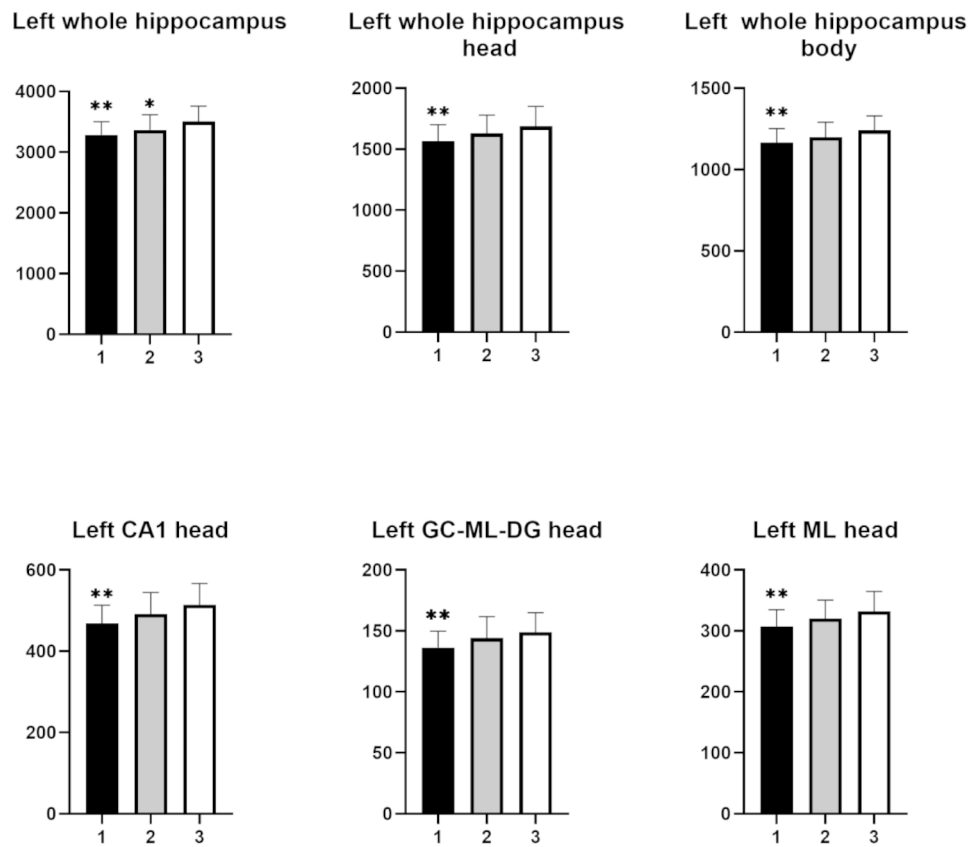 Left whole hippocampus
Left whole hippocampus
head
Left whole hippocampus
body
4000
3000
2000
1000
0
** *
1 2 3
2000
1500
1000
500
0
**
1 2 3
1500
1000
500
0
**
1 2 3
Left CA1 head
Left GC-ML-DG head
Left ML head
600
400
200
0
**
1 2 3
200
150
100
50
0
**
1 2 3
400
300
200
100
0
**
1 2 3